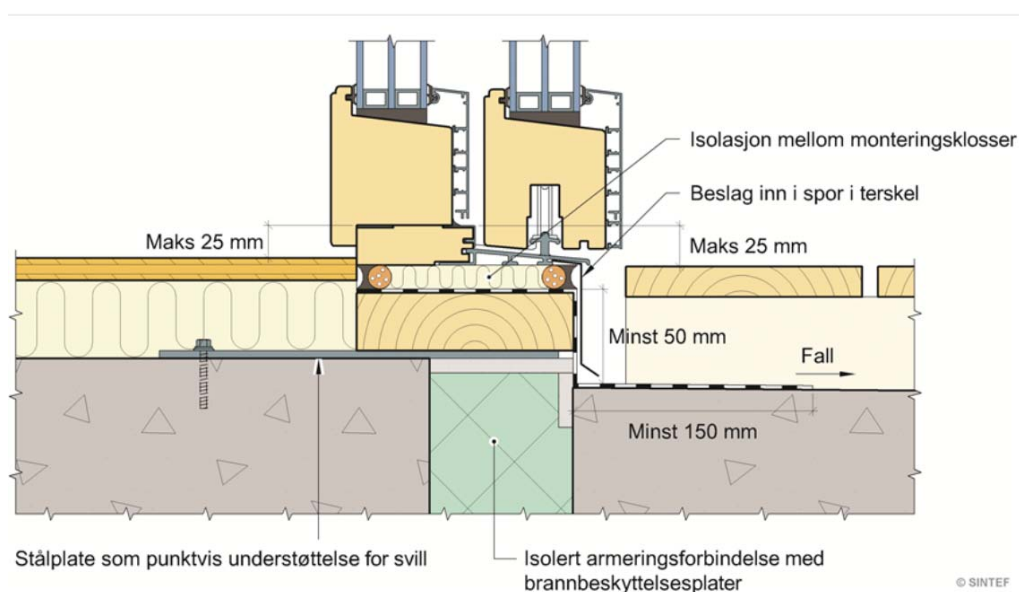 Isolasjon mellom monteringsklosser
Beslag inn i spor i terskel
Maks 25 mm
Maks 25 mm
Minst 50 mm
Fall
Minst 150 mm
Stålplate som punktvis understøttelse for svill
Isolert armeringsforbindelse med
brannbeskyttelsesplater
© SINTEF